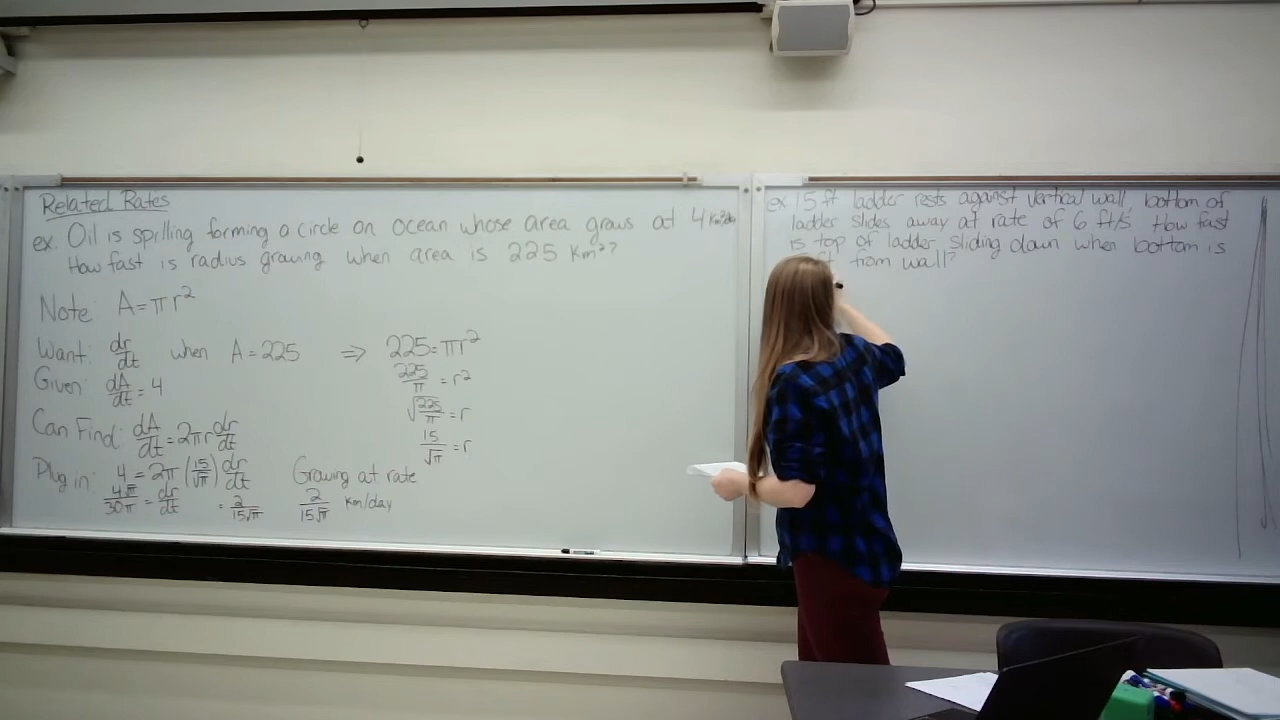 Related Rates
ex. Oil is spilling forming a circle on ocean whose area grows at 4
How fast is radius growing when area is 225 Km²?
Note: A=πr²
Want: dr/dt when A=225 ⇒ 225=πr²
Given: dA/dt=4
225/π=r²
√(225/π)=r
15/√π=r
Can Find: dA/dt=2πr dr/dt
Plug in: 4=2π(15/√π)dr/dt
4√π/30π=dr/dt =2/15√π
Growing at rate
2/15√π km/day
ex 15ft ladder rests against vertical wall, bottom of
ladder slides away at rate of 6 ft/s. How fast
is top of ladder sliding down when bottom is
from wall?